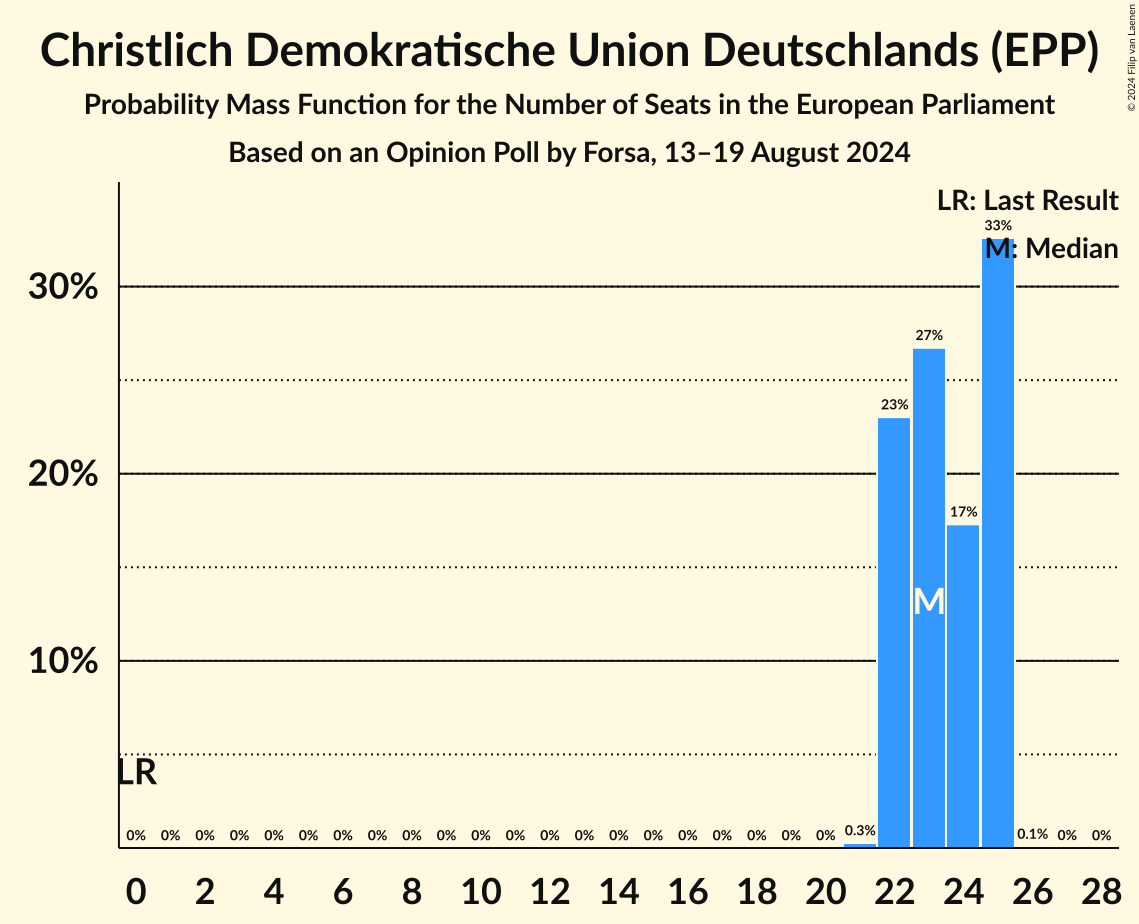 Christlich Demokratische Union Deutschlands (EPP)
Probability Mass Function for the Number of Seats in the European Parliament
Based on an Opinion Poll by Forsa, 13–19 August 2024
© 2024 Filip van Laenen
LR: Last Result
33%
M: Median
30%
27%
23%
20%
17%
M
10%
LR
0% 0% 0% 0% 0% 0% 0% 0% 0% 0% 0% 0% 0% 0% 0% 0% 0% 0% 0% 0% 0% 0.3% 0.1% 0% 0%
0 2 4 6 8 10 12 14 16 18 20 22 24 26 28